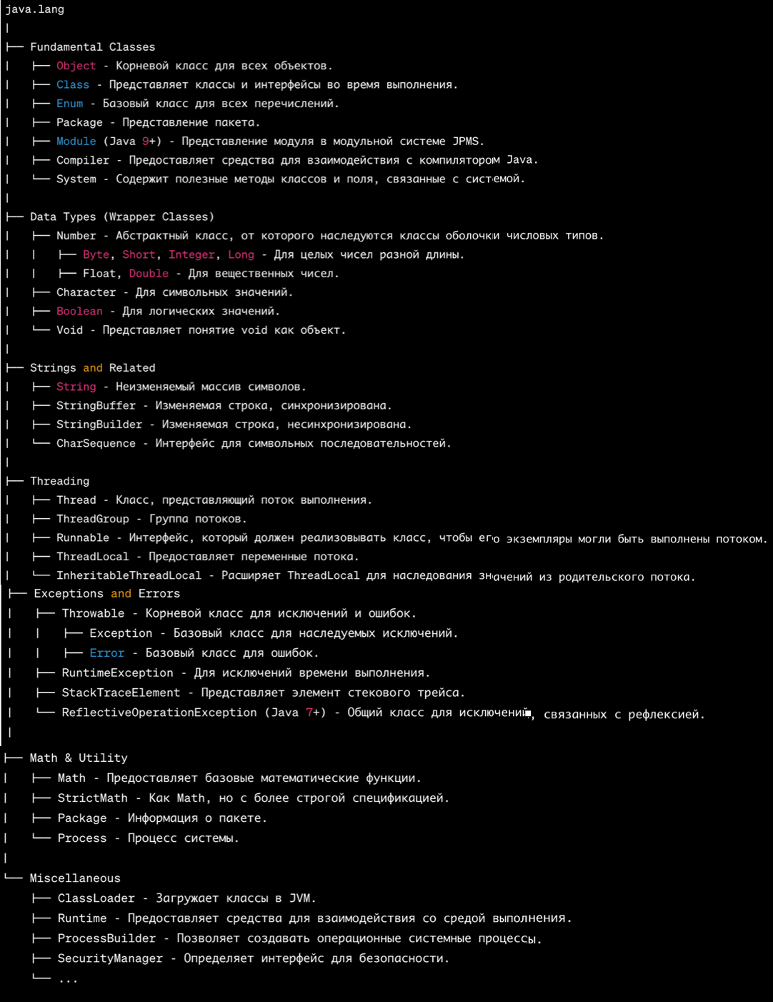 java.lang
|
├── Fundamental Classes
|   ├── Object - Корневой класс для всех объектов.
|   ├── Class - Представляет классы и интерфейсы во время выполнения.
|   ├── Enum - Базовый класс для всех перечислений.
|   ├── Package - Представление пакета.
|   ├── Module (Java 9+) - Представление модуля в модульной системе JPMS.
|   ├── Compiler - Предоставляет средства для взаимодействия с компилятором Java.
|   └── System - Содержит полезные методы классов и поля, связанные с системой.
|
├── Data Types (Wrapper Classes)
|   ├── Number - Абстрактный класс, от которого наследуются классы оболочки числовых типов.
|   |   ├── Byte, Short, Integer, Long - Для целых чисел разной длины.
|   |   ├── Float, Double - Для вещественных чисел.
|   ├── Character - Для символьных значений.
|   ├── Boolean - Для логических значений.
|   └── Void - Представляет понятие void как объект.
|
├── Strings and Related
|   ├── String - Неизменяемый массив символов.
|   ├── StringBuffer - Изменяемая строка, синхронизирована.
|   ├── StringBuilder - Изменяемая строка, несинхронизирована.
|   └── CharSequence - Интерфейс для символьных последовательностей.
|
├── Threading
|   ├── Thread - Класс, представляющий поток выполнения.
|   ├── ThreadGroup - Группа потоков.
|   ├── Runnable - Интерфейс, который должен реализовывать класс, чтобы его экземпляры могли быть выполнены потоком.
|   ├── ThreadLocal - Предоставляет переменные потока.
|   └── InheritableThreadLocal - Расширяет ThreadLocal для наследования значений из родительского потока.
├── Exceptions and Errors
|   ├── Throwable - Корневой класс для исключений и ошибок.
|   |   ├── Exception - Базовый класс для наследуемых исключений.
|   |   ├── Error - Базовый класс для ошибок.
|   ├── RuntimeException - Для исключений времени выполнения.
|   ├── StackTraceElement - Представляет элемент стекового трейса.
|   └── ReflectiveOperationException (Java 7+) - Общий класс для исключений, связанных с рефлексией.
|
├── Math & Utility
|   ├── Math - Предоставляет базовые математические функции.
|   ├── StrictMath - Как Math, но с более строгой спецификацией.
|   ├── Package - Информация о пакете.
|   └── Process - Процесс системы.
|
└── Miscellaneous
    ├── ClassLoader - Загружает классы в JVM.
    ├── Runtime - Предоставляет средства для взаимодействия со средой выполнения.
    ├── ProcessBuilder - Позволяет создавать операционные системные процессы.
    ├── SecurityManager - Определяет интерфейс для безопасности.
    └── ...